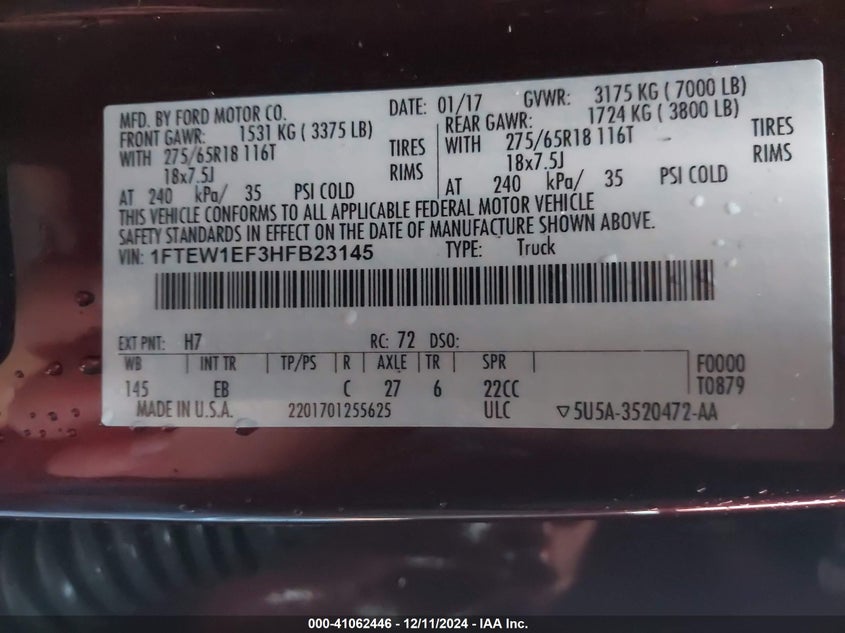 MFD. BY FORD MOTOR CO. DATE: 01/17 GVWR: 3175 KG ( 7000 LB)
FRONT GAWR: 1531 KG ( 3375 LB) REAR GAWR: 1724 KG ( 3800 LB)
WITH 275/65R18 116T TIRES WITH 275/65R18 116T TIRES
18x7.5J RIMS 18x7.5J RIMS
AT 240 kPa/ 35 PSI COLD AT 240 kPa/ 35 PSI COLD
THIS VEHICLE CONFORMS TO ALL APPLICABLE FEDERAL MOTOR VEHICLE
SAFETY STANDARDS IN EFFECT ON THE DATE OF MANUFACTURE SHOWN ABOVE.
VIN: 1FTEW1EF3HFB23145 TYPE: Truck
EXT PNT: H7 RC: 72 DSO:
WB INT TR TP/PS R AXLE TR SPR F0000
145 EB C 27 6 22CC T0879
MADE IN U.S.A. 2201701255625 ULC ▽5U5A-3520472-AA
000-41062446 - 12/11/2024 - IAA Inc.